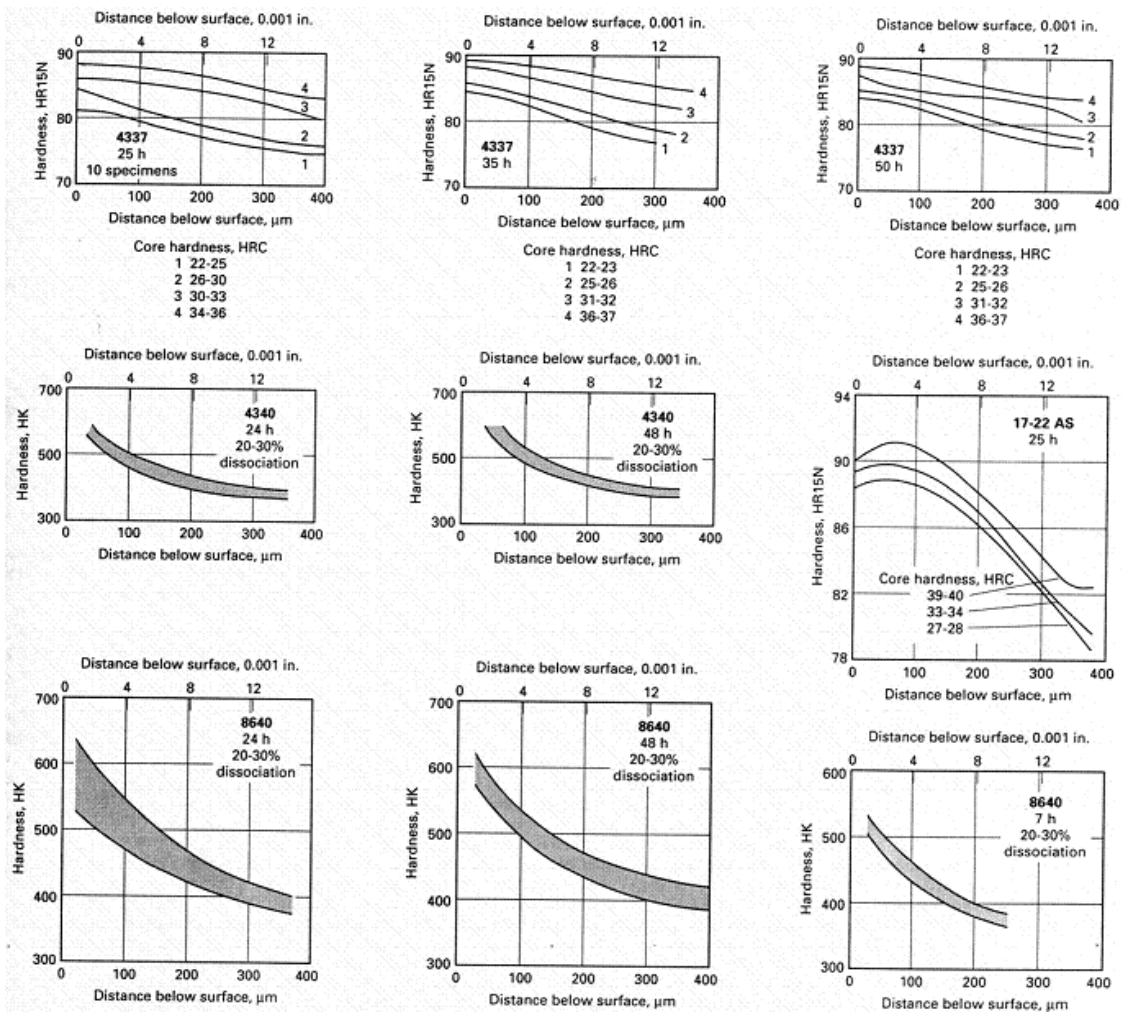 Distance below surface, 0.001 in.
0 4 8 12
90
80
70
Hardness, HR15N
4337
25 h
10 specimens
4
3
2
1
0 100 200 300 400
Distance below surface, μm
Core hardness, HRC
1 22-25
2 26-30
3 30-33
4 34-36
Distance below surface, 0.001 in.
0 4 8 12
90
80
70
Hardness, HR15N
4337
35 h
4
3
2
1
0 100 200 300 400
Distance below surface, μm
Core hardness, HRC
1 22-23
2 25-26
3 31-32
4 36-37
Distance below surface, 0.001 in.
0 4 8 12
90
80
70
Hardness, HR15N
4337
50 h
4
3
2
1
0 100 200 300 400
Distance below surface, μm
Core hardness, HRC
1 22-23
2 25-26
3 31-32
4 36-37
Distance below surface, 0.001 in.
0 4 8 12
700
500
300
Hardness, HK
4340
24 h
20-30%
dissociation
0 100 200 300 400
Distance below surface, μm
Distance below surface, 0.001 in.
0 4 8 12
700
500
300
Hardness, HK
4340
48 h
20-30%
dissociation
0 100 200 300 400
Distance below surface, μm
Distance below surface, 0.001 in.
0 4 8 12
94
90
86
82
78
Hardness, HR15N
17-22 AS
25 h
Core hardness, HRC
39-40
33-34
27-28
0 100 200 300 400
Distance below surface, μm
Distance below surface, 0.001 in.
0 4 8 12
700
600
500
400
300
Hardness, HK
8640
24 h
20-30%
dissociation
0 100 200 300 400
Distance below surface, μm
Distance below surface, 0.001 in.
0 4 8 12
700
600
500
400
300
Hardness, HK
8640
48 h
20-30%
dissociation
0 100 200 300 400
Distance below surface, μm
Distance below surface, 0.001 in.
0 4 8 12
600
500
400
300
Hardness, HK
8640
7 h
20-30%
dissociation
0 100 200 300 400
Distance below surface, μm